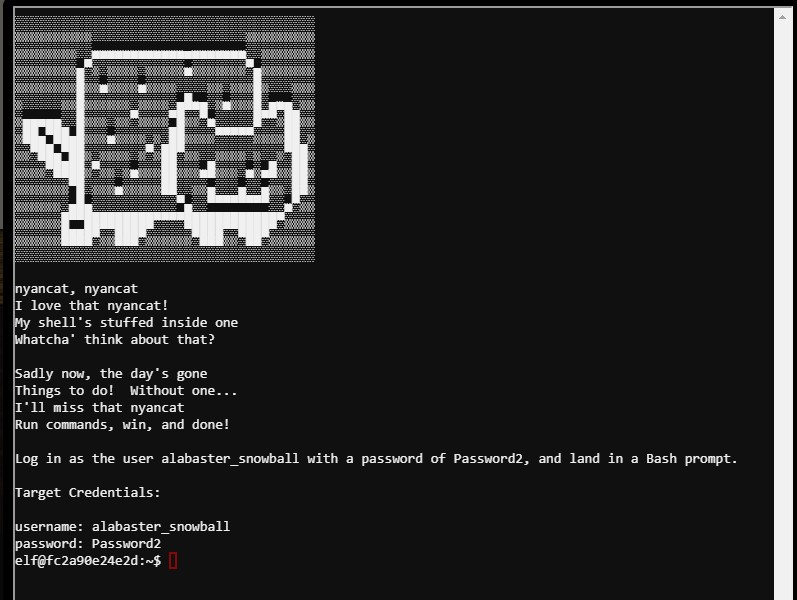 nyancat, nyancat
I love that nyancat!
My shell's stuffed inside one
Whatcha' think about that?
Sadly now, the day's gone
Things to do!  Without one...
I'll miss that nyancat
Run commands, win, and done!
Log in as the user alabaster_snowball with a password of Password2, and land in a Bash prompt.
Target Credentials:
username: alabaster_snowball
password: Password2
elf@fc2a90e24e2d:~$